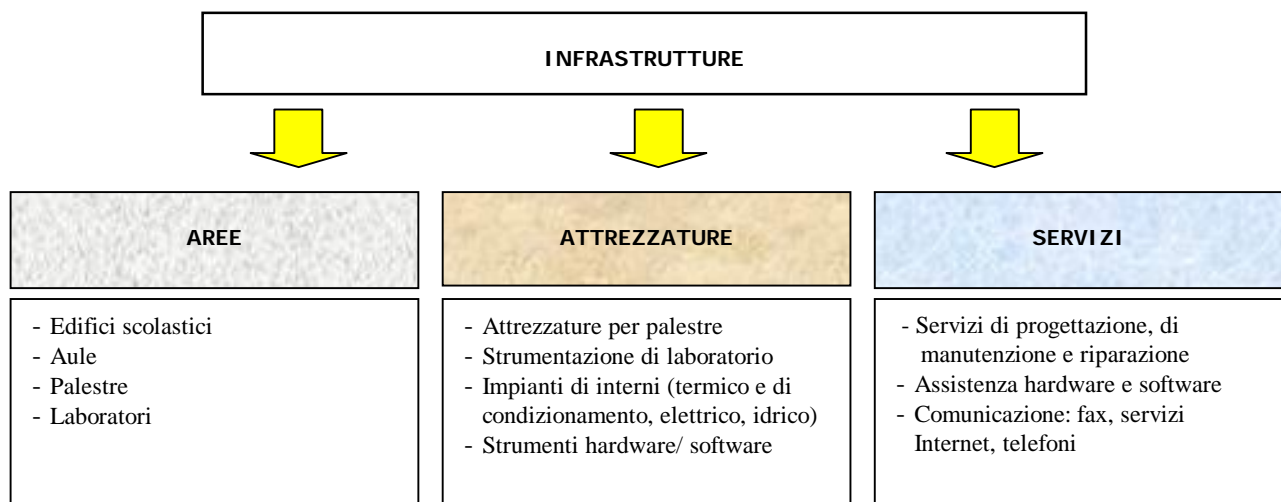 INFRASTRUTTURE
AREE
- Edifici scolastici
- Aule
- Palestre
- Laboratori
ATTREZZATURE
- Attrezzature per palestre
- Strumentazione di laboratorio
- Impianti di interni (termico e di
condizionamento, elettrico, idrico)
- Strumenti hardware/ software
SERVIZI
- Servizi di progettazione, di
manutenzione e riparazione
- Assistenza hardware e software
- Comunicazione: fax, servizi
Internet, telefoni